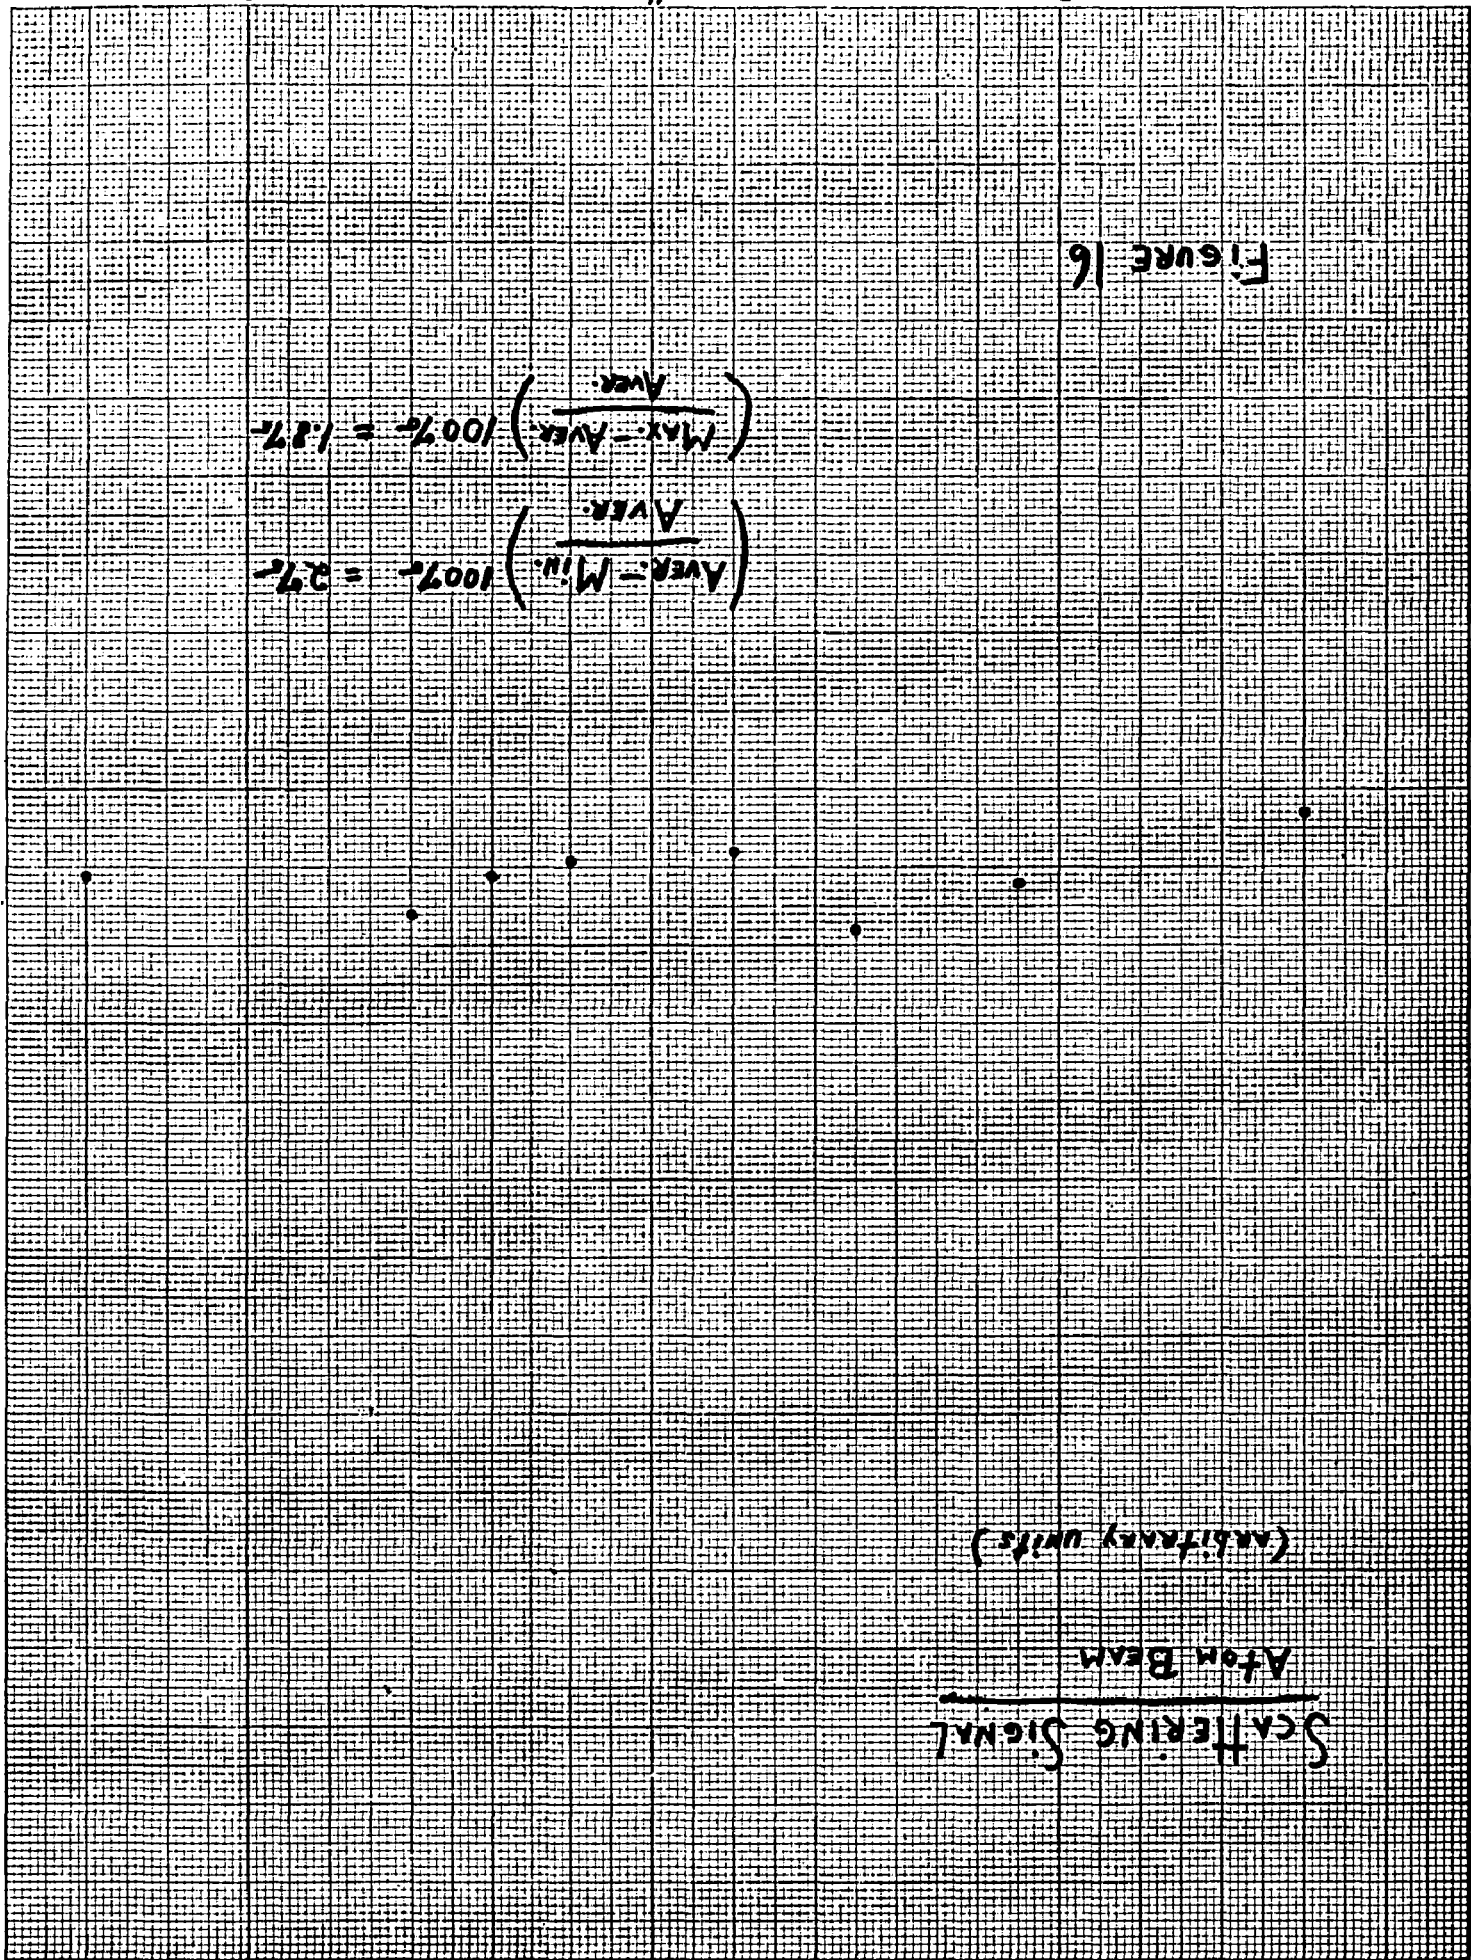 SCATTERING SIGNAL
ATOM BEAM
(ARBITRARY UNITS)
(AVER. - MIN. / AVER.) 100% = 2%
(MAX. - AVER. / AVER.) 100% = 1.8%
FIGURE 16